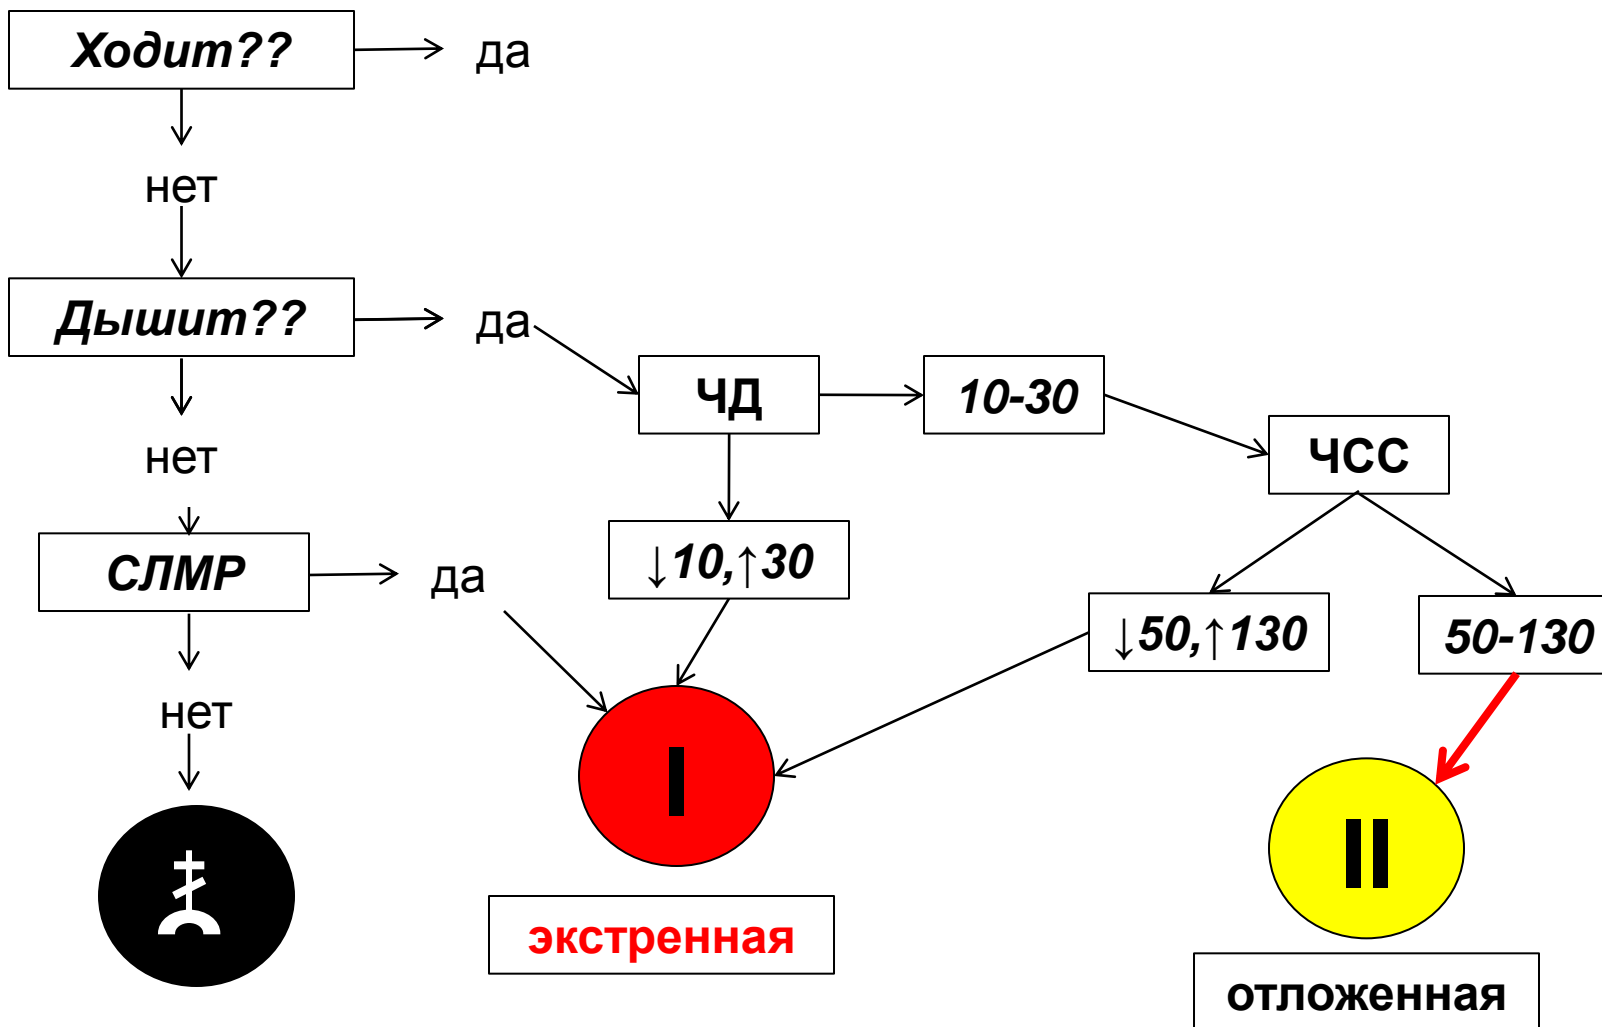 Ходит??
да
нет
Дышит??
да
ЧД
10-30
ЧСС
нет
СЛМР
да
↓10,↑30
↓50,↑130
50-130
нет
I
II
экстренная
отложенная